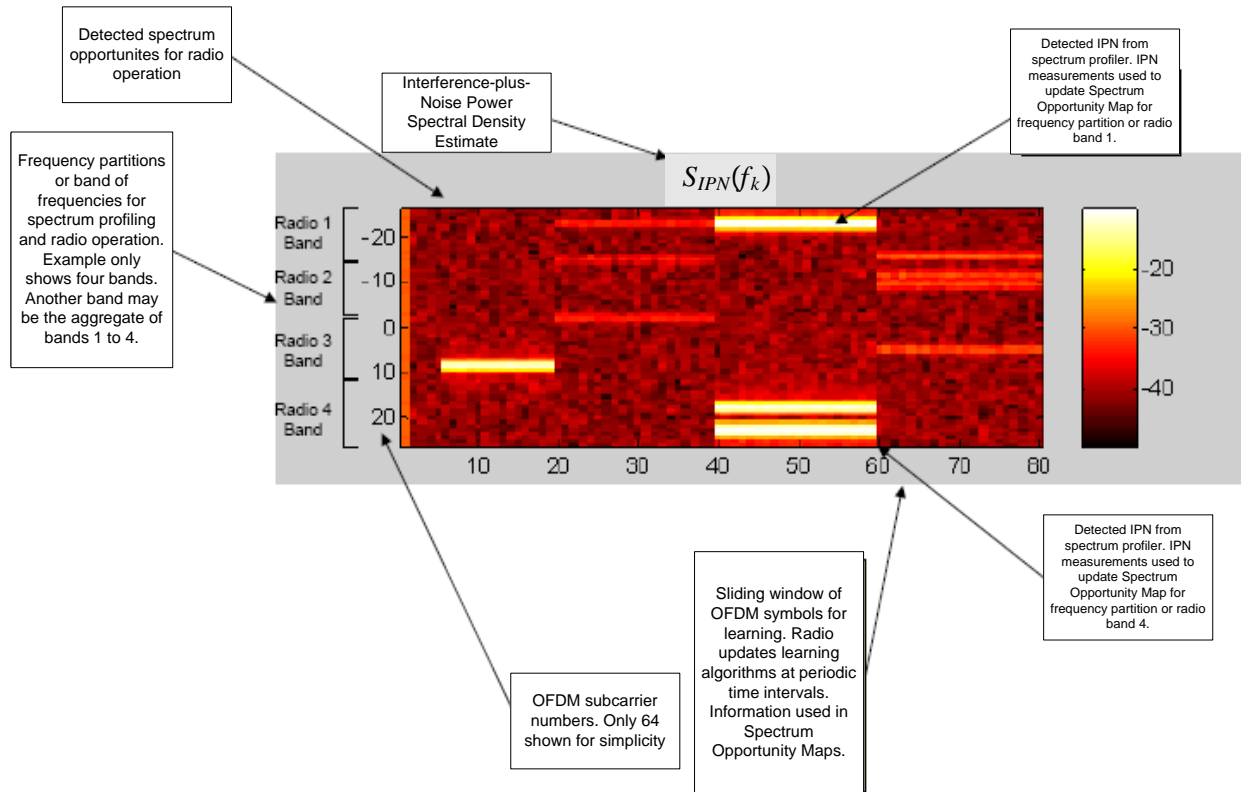 Detected spectrum
opportunites for radio
operation
Interference-plus-
Noise Power
Spectral Density
Estimate
Detected IPN from
spectrum profiler. IPN
measurements used to
update Spectrum
Opportunity Map for
frequency partition or radio
band 1.
Frequency partitions
or band of
frequencies for
spectrum profiling
and radio operation.
Example only
shows four bands.
Another band may
be the aggregate of
bands 1 to 4.
S_IPN(f_k)
Radio 1
Band
Radio 2
Band
Radio 3
Band
Radio 4
Band
-20
-10
0
10
20
10 20 30 40 50 60 70 80
-20
-30
-40
Detected IPN from
spectrum profiler. IPN
measurements used to
update Spectrum
Opportunity Map for
frequency partition or radio
band 4.
Sliding window of
OFDM symbols for
learning. Radio
updates learning
algorithms at periodic
time intervals.
Information used in
Spectrum
Opportunity Maps.
OFDM subcarrier
numbers. Only 64
shown for simplicity